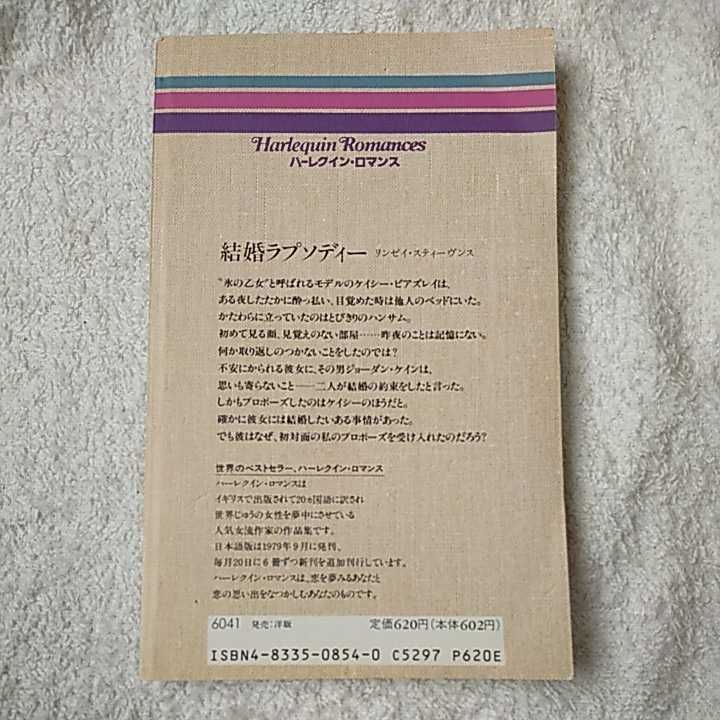 Harlequin Romances
ハーレクイン・ロマンス
結婚ラプソディー リンゼイ・スティーヴンス
"氷の乙女"と呼ばれるモデルのケイシー・ビアズレイは、
ある夜したたかに酔っ払い、目覚めた時は他人のベッドにいた。
かたわらに立っていたのはとびきりのハンサム。
初めて見る顔、見覚えのない部屋……昨夜のことは記憶にない。
何か取り返しのつかないことをしたのでは?
不安にかられる彼女に、その男ジョーダン・ケインは、
思いも寄らないこと――二人が結婚の約束をしたと言った。
しかもプロポーズしたのはケイシーのほうだと。
確かに彼女には結婚したいある事情があった。
でも彼はなぜ、初対面の私のプロポーズを受け入れたのだろう?
世界のベストセラー、ハーレクイン・ロマンス
ハーレクイン・ロマンスは
イギリスで出版されて20ヵ国語に訳され
世界じゅうの女性を夢中にさせている
人気女流作家の作品集です。
日本語版は1979年9月に発刊、
毎月20日に6冊ずつ新刊を追加刊行しています。
ハーレクイン・ロマンスは、恋を夢みるあなたと
恋の思い出をなつかしむあなたのものです。
6041 発売:洋版 定価620円(本体602円)
ISBN4-8335-0854-0 C5297 P620E